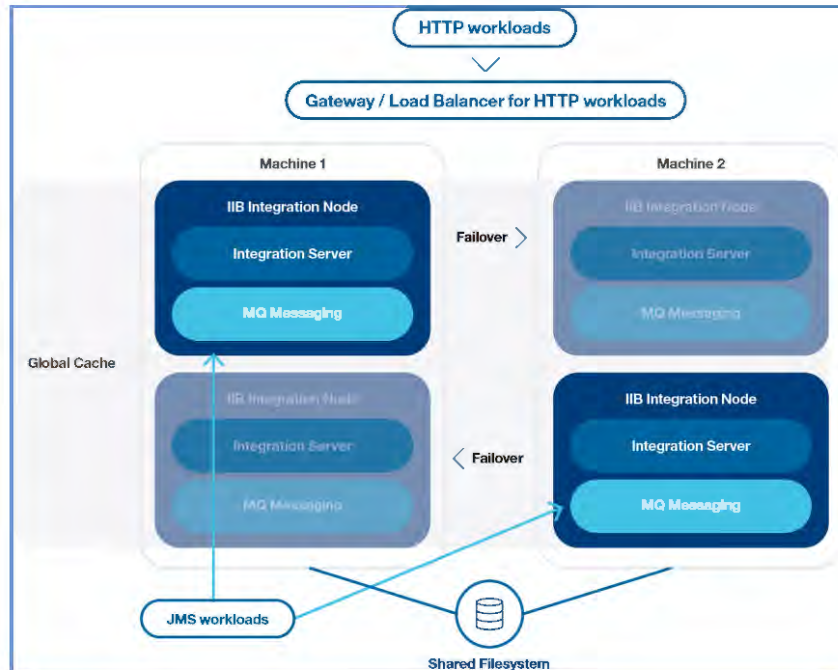 HTTP workloads
Gateway / Load Balancer for HTTP workloads
Machine 1
Machine 2
IIB Integration Node
Integration Server
MQ Messaging
Failover
IIB Integration Node
Integration Server
MQ Messaging
Global Cache
IIB Integration Node
Integration Server
MQ Messaging
Failover
IIB Integration Node
Integration Server
MQ Messaging
JMS workloads
Shared Filesystem